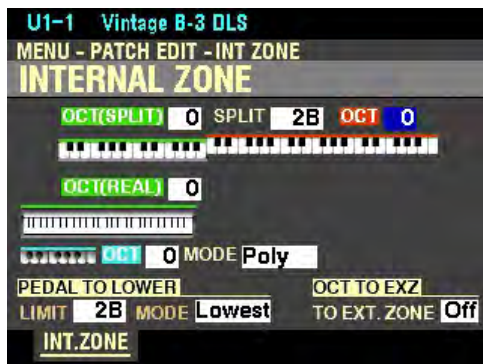 U1-1 Vintage B-3 DLS
MENU - PATCH EDIT - INT ZONE
INTERNAL ZONE
OCT(SPLIT) 0 SPLIT 2B OCT 0
OCT(REAL) 0
OCT 0 MODE Poly
PEDAL TO LOWER OCT TO EXZ
LIMIT 2B MODE Lowest TO EXT. ZONE Off
INT.ZONE